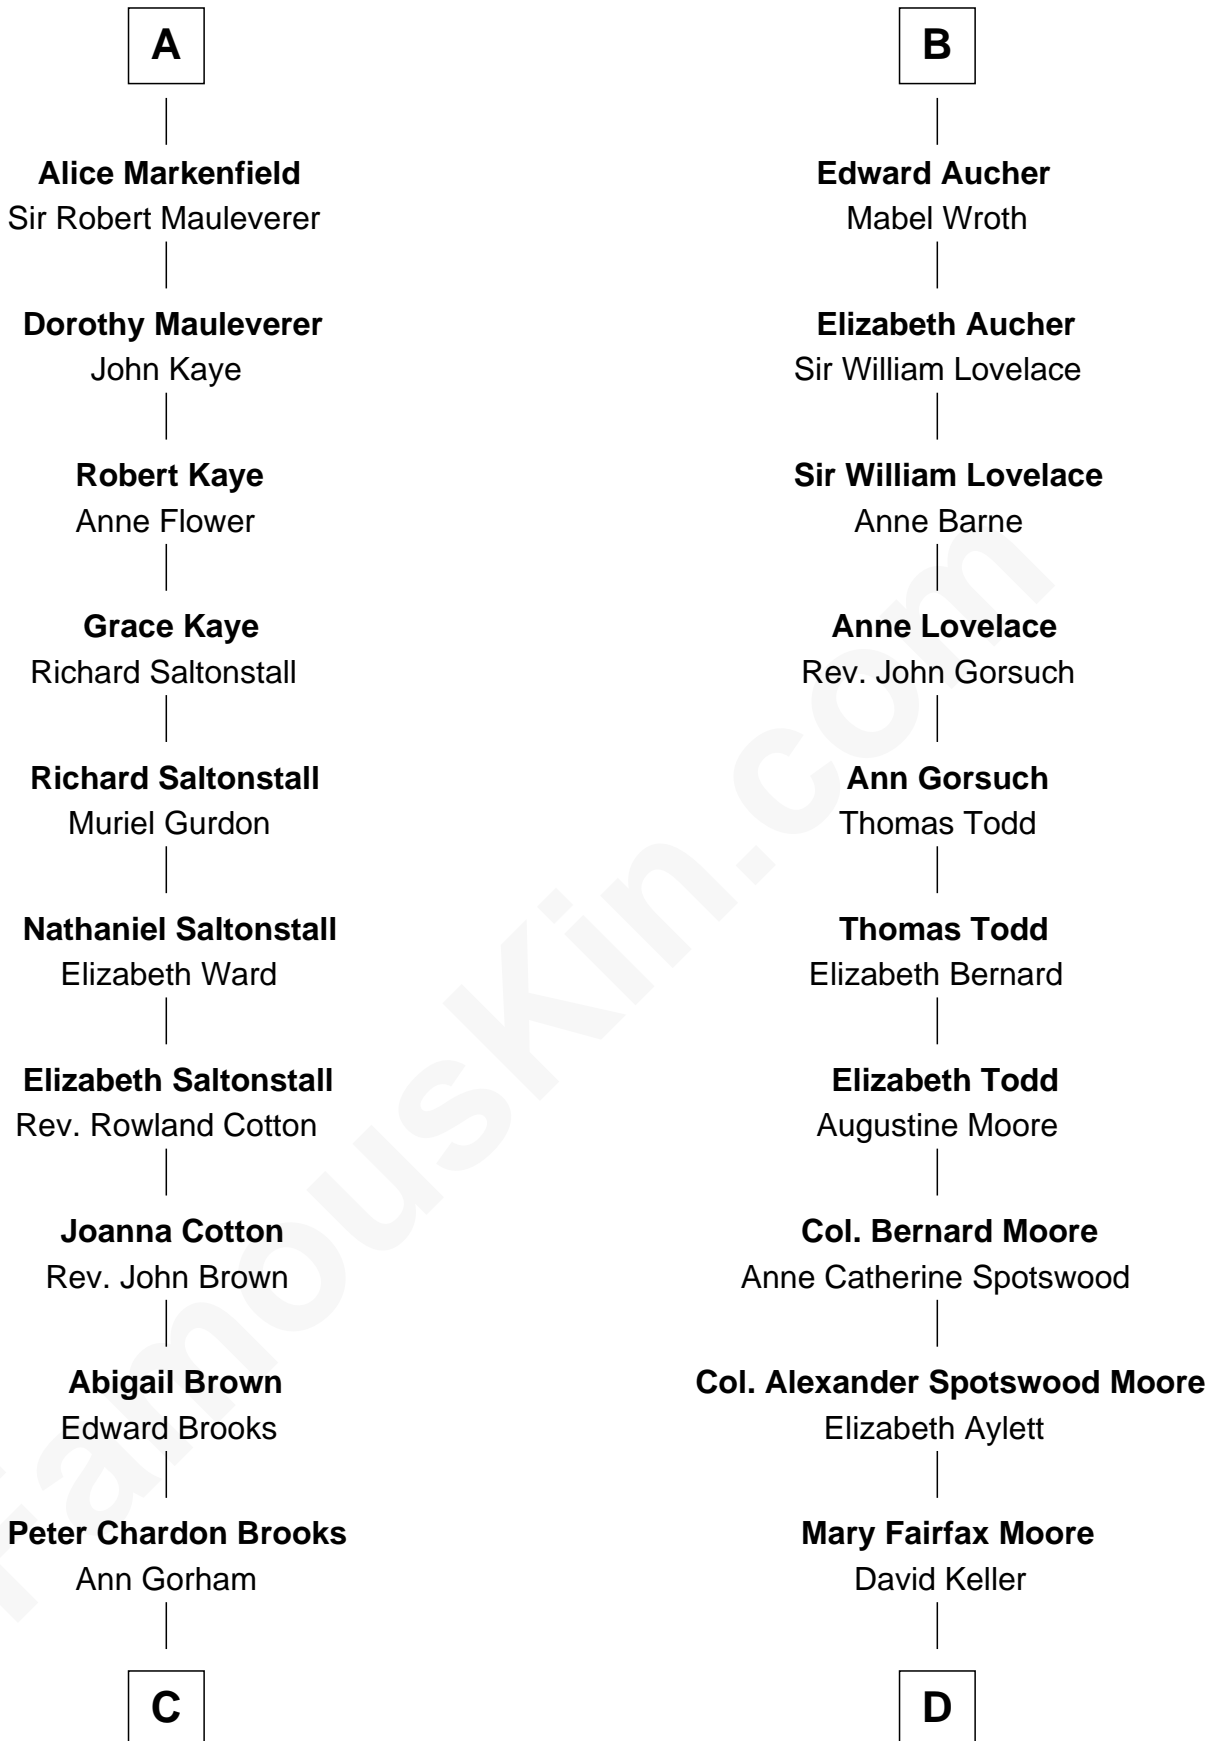 A
Alice Markenfield
Sir Robert Mauleverer
Dorothy Mauleverer
John Kaye
Robert Kaye
Anne Flower
Grace Kaye
Richard Saltonstall
Richard Saltonstall
Muriel Gurdon
Nathaniel Saltonstall
Elizabeth Ward
Elizabeth Saltonstall
Rev. Rowland Cotton
Joanna Cotton
Rev. John Brown
Abigail Brown
Edward Brooks
Peter Chardon Brooks
Ann Gorham
C
B
Edward Aucher
Mabel Wroth
Elizabeth Aucher
Sir William Lovelace
Sir William Lovelace
Anne Barne
Anne Lovelace
Rev. John Gorsuch
Ann Gorsuch
Thomas Todd
Thomas Todd
Elizabeth Bernard
Elizabeth Todd
Augustine Moore
Col. Bernard Moore
Anne Catherine Spotswood
Col. Alexander Spotswood Moore
Elizabeth Aylett
Mary Fairfax Moore
David Keller
D
FamousKin.com